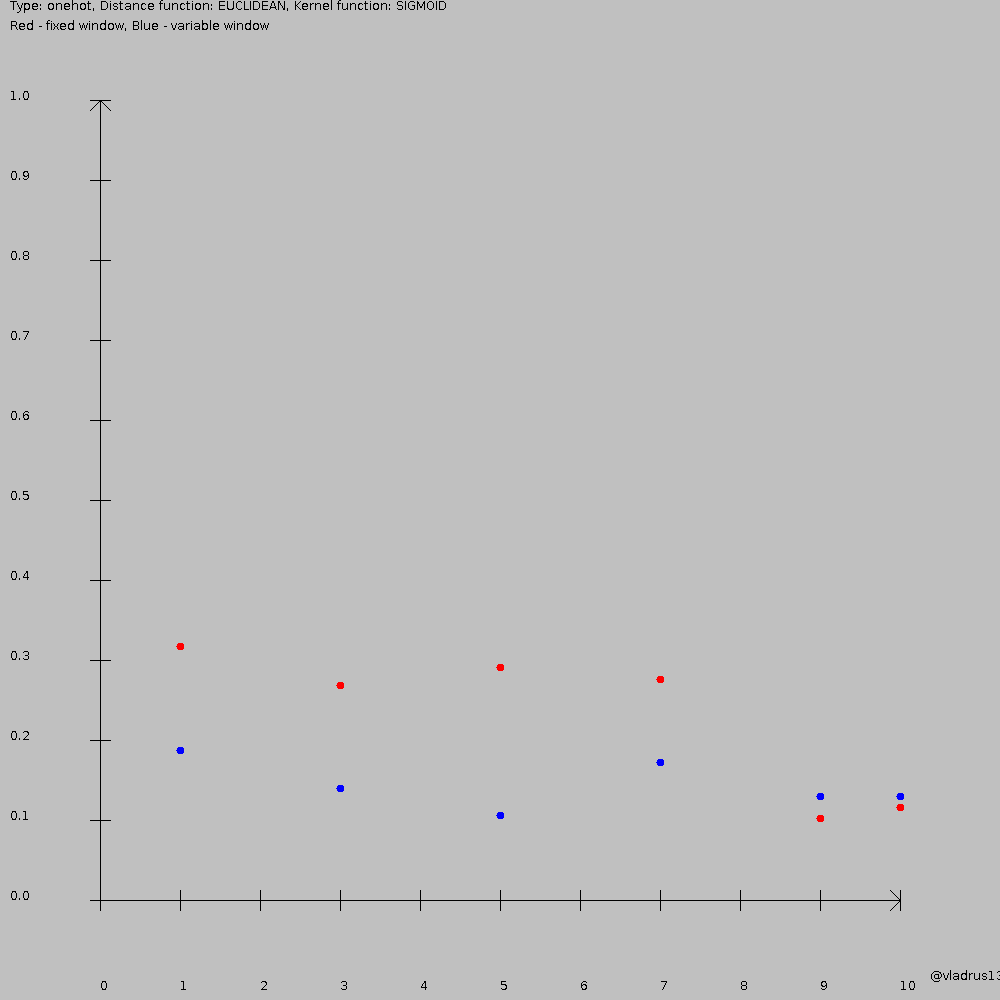 Type: onehot, Distance function: EUCLIDEAN, Kernel function: SIGMOID
Red - fixed window, Blue - variable window
1.0
0.9
0.8
0.7
0.6
0.5
0.4
0.3
0.2
0.1
0.0
@vladrus13
0 1 2 3 4 5 6 7 8 9 10